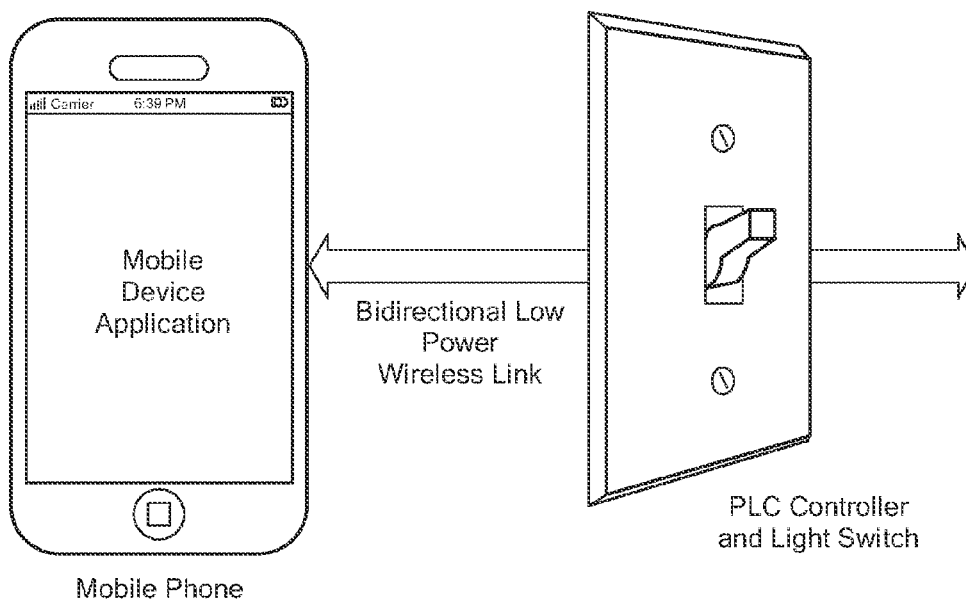 Carrier 6:39 PM
Mobile
Device
Application
Bidirectional Low
Power
Wireless Link
PLC Controller
and Light Switch
Mobile Phone